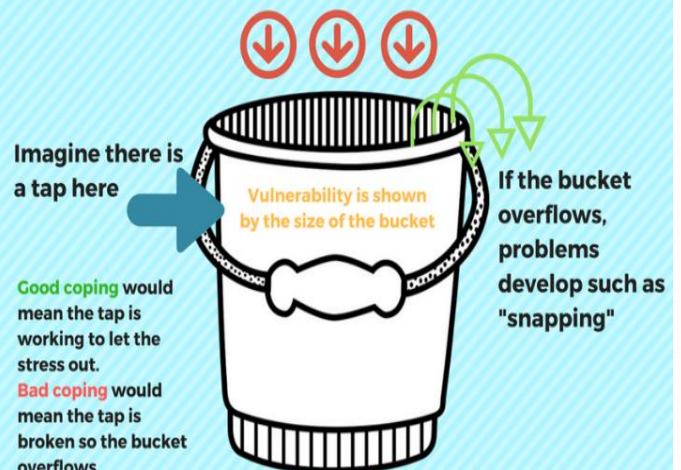 Imagine there is
a tap here
Vulnerability is shown
by the size of the bucket
If the bucket
overflows,
problems
develop such as
"snapping"
Good coping would
mean the tap is
working to let the
stress out.
Bad coping would
mean the tap is
broken so the bucket
overflows